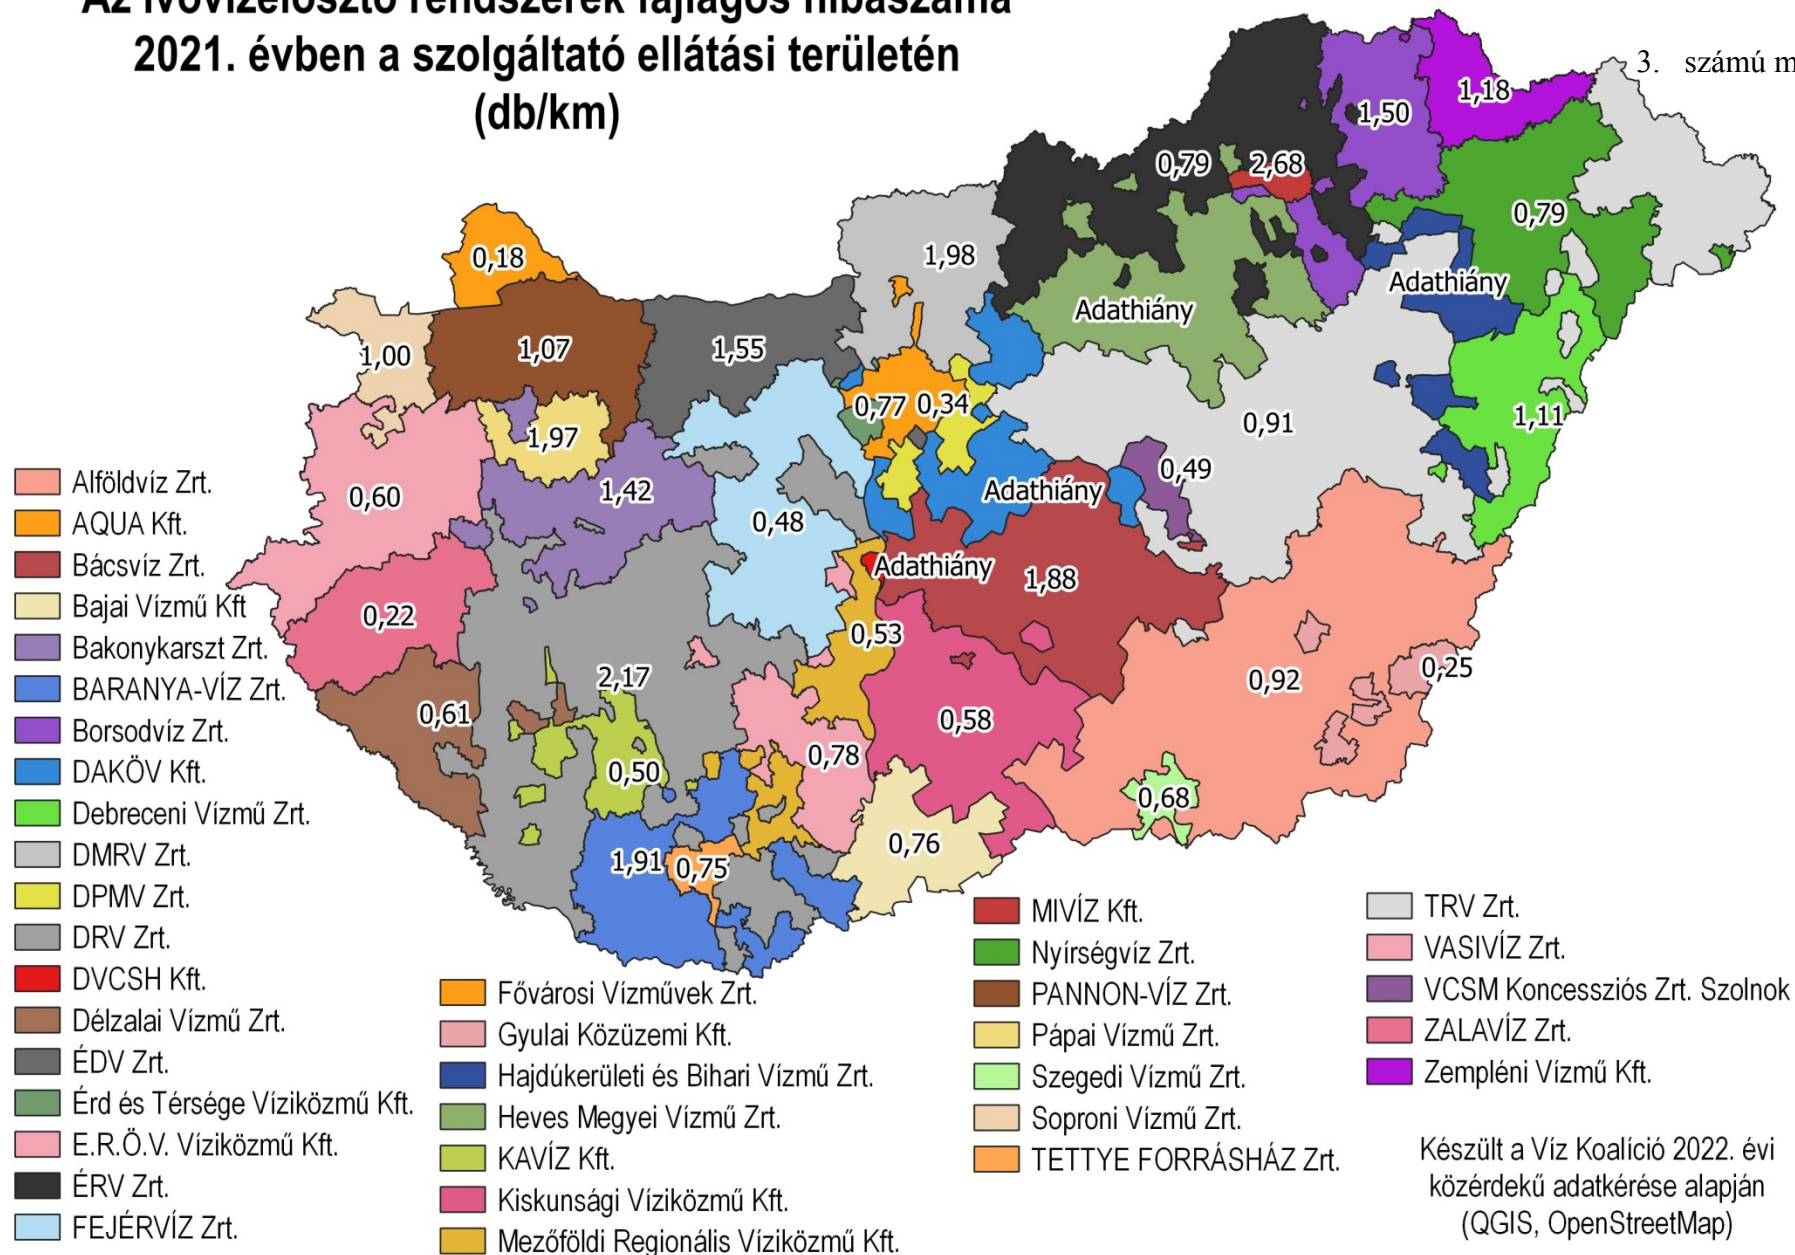 Az ivóvízelosztó rendszerek fajlagos hibaszáma
2021. évben a szolgáltató ellátási területén
(db/km)
3. számú m
1,18
1,50
0,79
2,68
0,79
0,18
1,98
Adathiány
Adathiány
1,00
1,07
1,55
0,77
0,34
0,91
1,11
1,97
0,60
1,42
0,48
Adathiány
0,49
Adathiány
1,88
0,22
0,53
2,17
0,61
0,92
0,25
0,58
0,78
0,50
0,68
0,76
1,91
0,75
Alföldvíz Zrt.
AQUA Kft.
Bácsvíz Zrt.
Bajai Vízmű Kft
Bakonykarszt Zrt.
BARANYA-VÍZ Zrt.
Borsodvíz Zrt.
DAKÖV Kft.
Debreceni Vízmű Zrt.
DMRV Zrt.
DPMV Zrt.
DRV Zrt.
DVCSH Kft.
Délzalai Vízmű Zrt.
ÉDV Zrt.
Érd és Térsége Víziközmű Kft.
E.R.Ö.V. Víziközmű Kft.
ÉRV Zrt.
FEJÉRVÍZ Zrt.
Fővárosi Vízművek Zrt.
Gyulai Közüzemi Kft.
Hajdúkerületi és Bihari Vízmű Zrt.
Heves Megyei Vízmű Zrt.
KAVÍZ Kft.
Kiskunsági Víziközmű Kft.
Mezőföldi Regionális Víziközmű Kft.
MIVÍZ Kft.
Nyírségvíz Zrt.
PANNON-VÍZ Zrt.
Pápai Vízmű Zrt.
Szegedi Vízmű Zrt.
Soproni Vízmű Zrt.
TETTYE FORRÁSHÁZ Zrt.
TRV Zrt.
VASIVÍZ Zrt.
VCSM Koncessziós Zrt. Szolnok
ZALAVÍZ Zrt.
Zempléni Vízmű Kft.
Készült a Víz Koalíció 2022. évi
közérdekű adatkérése alapján
(QGIS, OpenStreetMap)